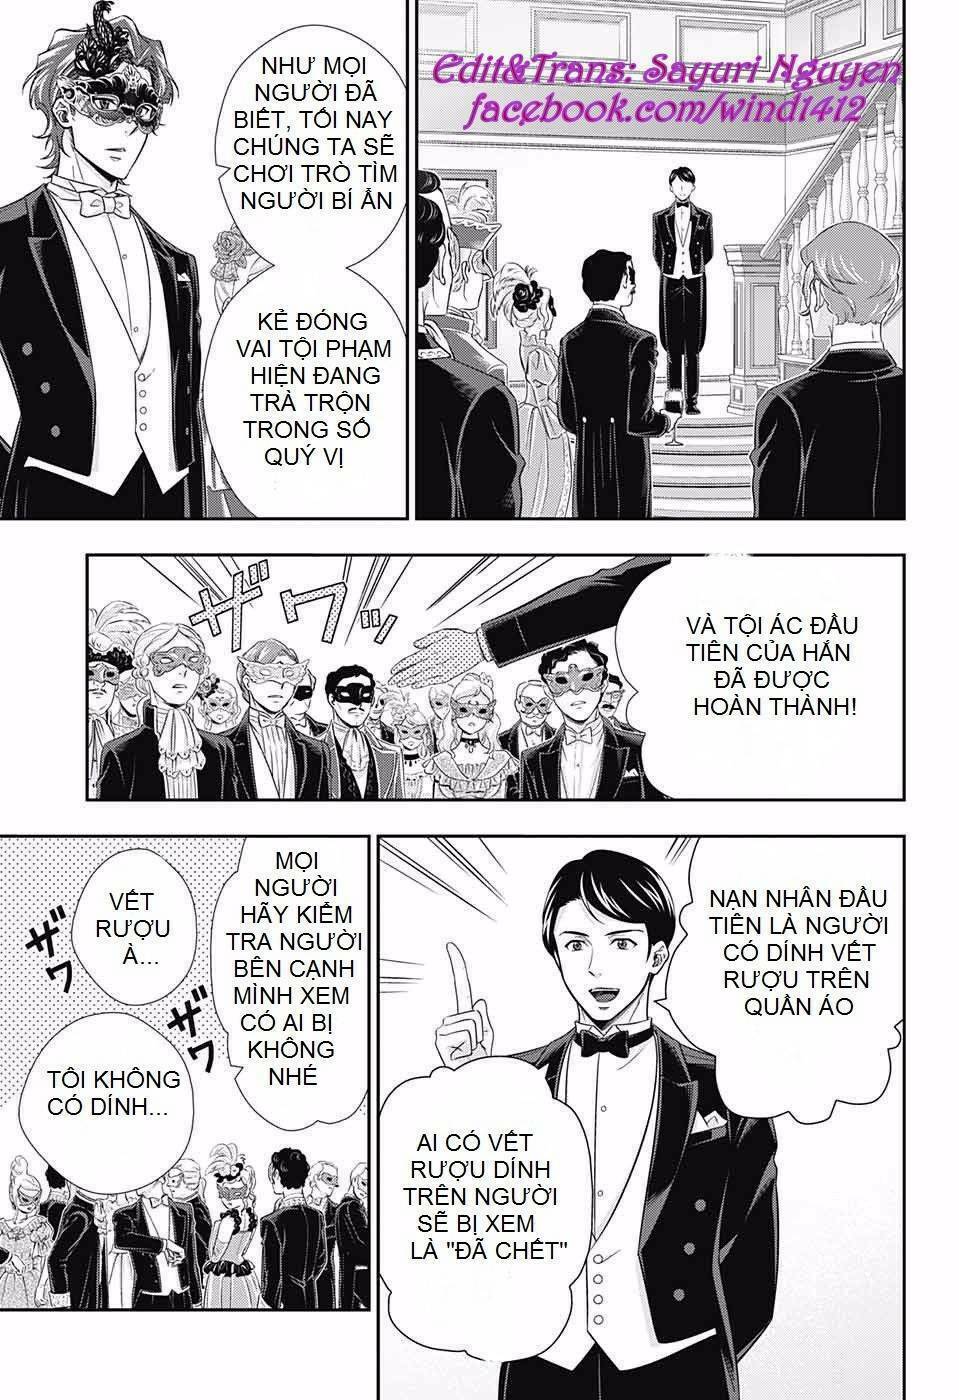 Edit&Trans: Sayuri Nguyen
facebook.com/wind1412
NHƯ MỌI
NGƯỜI ĐÃ
BIẾT, TỐI NAY
CHÚNG TA SẼ
CHƠI TRÒ TÌM
NGƯỜI BÍ ẨN
KẺ ĐÓNG
VAI TỘI PHẠM
HIỆN ĐANG
TRÀ TRỘN
TRONG SỐ
QUÝ VỊ
VÀ TỘI ÁC ĐẦU
TIÊN CỦA HẮN
ĐÃ ĐƯỢC
HOÀN THÀNH!
ザワッ
NẠN NHÂN ĐẦU
TIÊN LÀ NGƯỜI
CÓ DÍNH VẾT
RƯỢU TRÊN
QUẦN ÁO
AI CÓ VẾT
RƯỢU DÍNH
TRÊN NGƯỜI
SẼ BỊ XEM
LÀ "ĐÃ CHẾT"
MỌI
NGƯỜI
HÃY KIỂM
TRA NGƯỜI
BÊN CẠNH
MÌNH XEM
CÓ AI BỊ
KHÔNG
NHÉ
VẾT
RƯỢU
À...
TÔI KHÔNG
CÓ DÍNH...
ザワ
ザワ